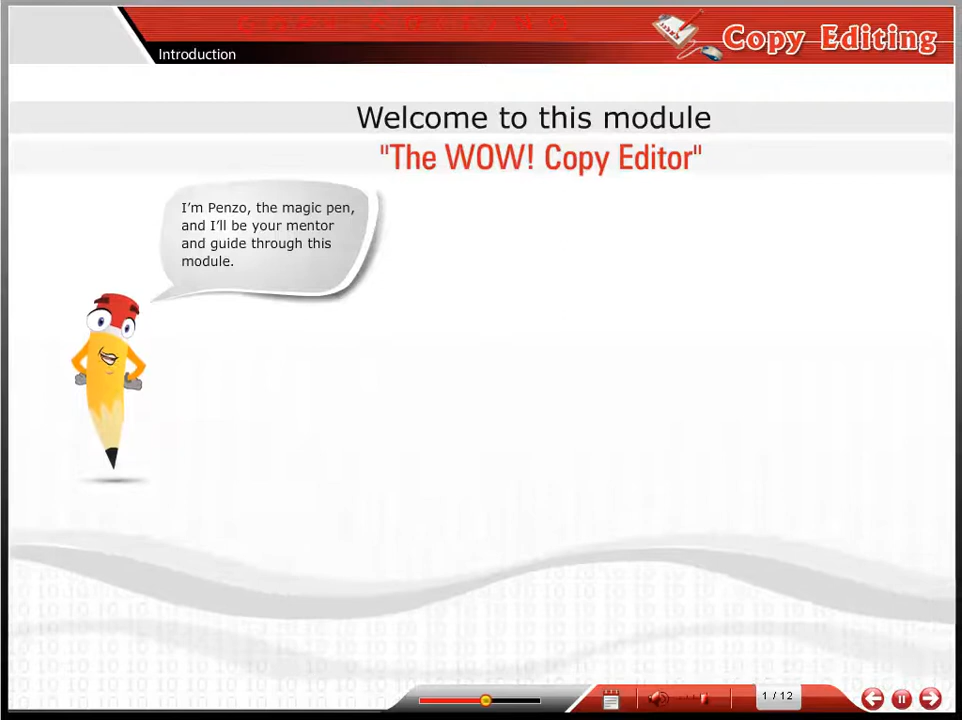 Copy Editing
Introduction
Welcome to this module
"The WOW! Copy Editor"
I'm Penzo, the magic pen,
and I'll be your mentor
and guide through this
module.
1 / 12